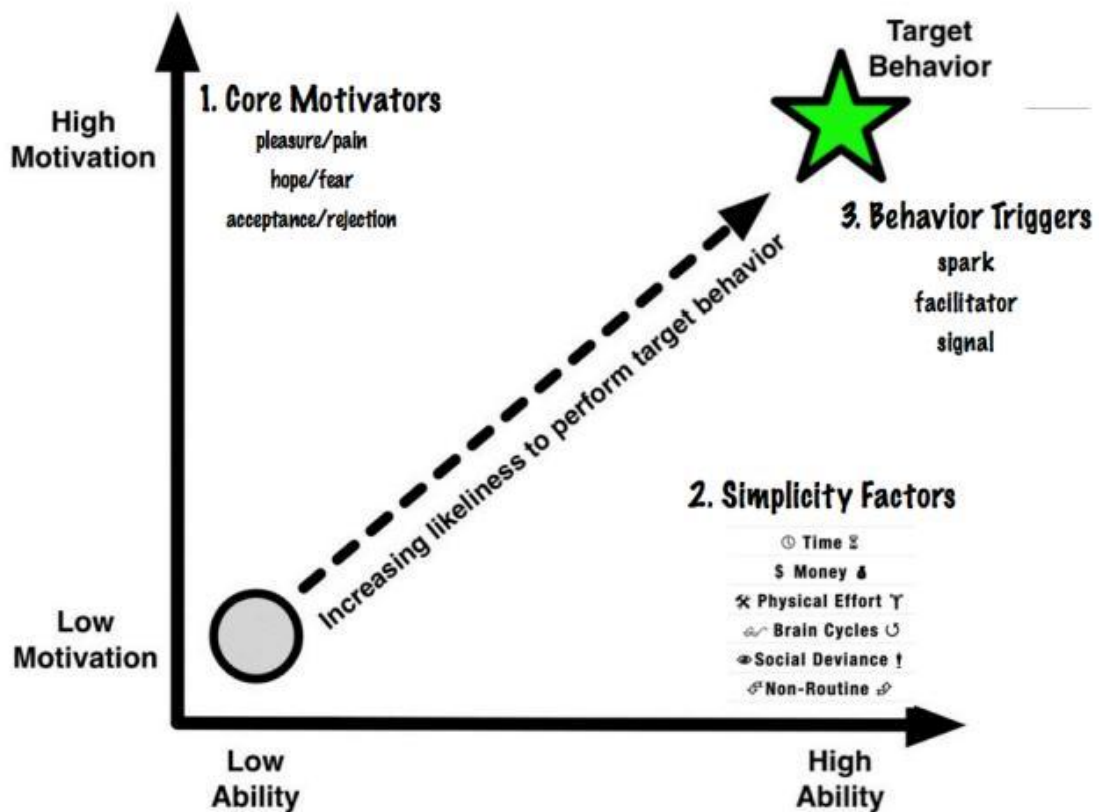 Target
Behavior
1. Core Motivators
High
Motivation
pleasure/pain
hope/fear
acceptance/rejection
3. Behavior Triggers
spark
facilitator
signal
Increasing likeliness to perform target behavior
2. Simplicity Factors
Time
$ Money
Physical Effort
Brain Cycles
Social Deviance
Non-Routine
Low
Motivation
Low
Ability
High
Ability